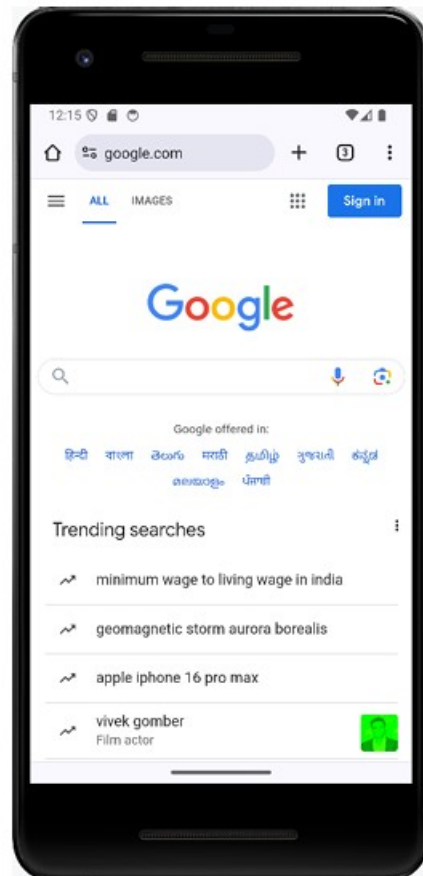 12:15
google.com 3
ALL IMAGES Sign in
Google
Google offered in:
हिन्दी বাংলা తెలుగు मराठी தமிழ் ગુજરાતી ಕನ್ನಡ
മലയാളം ਪੰਜਾਬੀ
Trending searches
minimum wage to living wage in india
geomagnetic storm aurora borealis
apple iphone 16 pro max
vivek gomber
Film actor